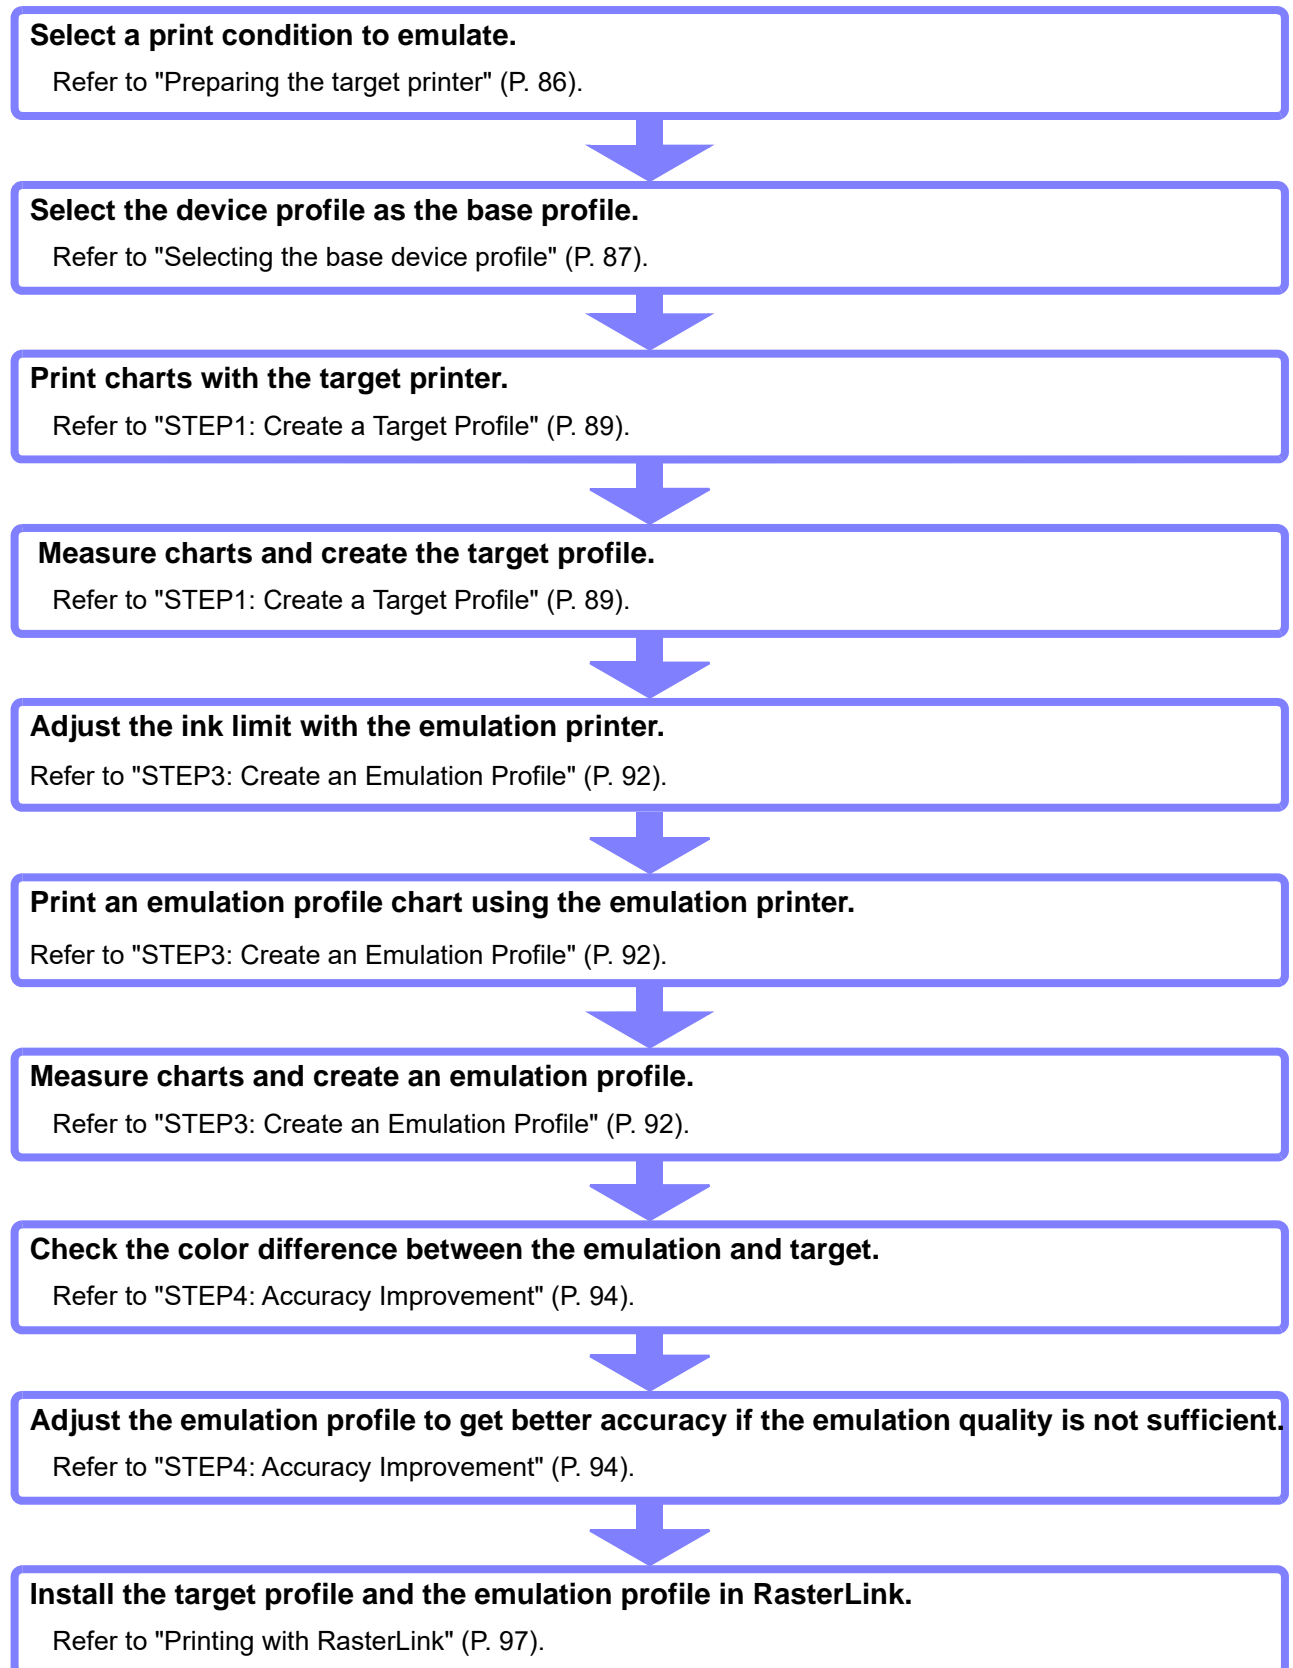 Select a print condition to emulate.
Refer to "Preparing the target printer" (P. 86).
Select the device profile as the base profile.
Refer to "Selecting the base device profile" (P. 87).
Print charts with the target printer.
Refer to "STEP1: Create a Target Profile" (P. 89).
Measure charts and create the target profile.
Refer to "STEP1: Create a Target Profile" (P. 89).
Adjust the ink limit with the emulation printer.
Refer to "STEP3: Create an Emulation Profile" (P. 92).
Print an emulation profile chart using the emulation printer.
Refer to "STEP3: Create an Emulation Profile" (P. 92).
Measure charts and create an emulation profile.
Refer to "STEP3: Create an Emulation Profile" (P. 92).
Check the color difference between the emulation and target.
Refer to "STEP4: Accuracy Improvement" (P. 94).
Adjust the emulation profile to get better accuracy if the emulation quality is not sufficient.
Refer to "STEP4: Accuracy Improvement" (P. 94).
Install the target profile and the emulation profile in RasterLink.
Refer to "Printing with RasterLink" (P. 97).